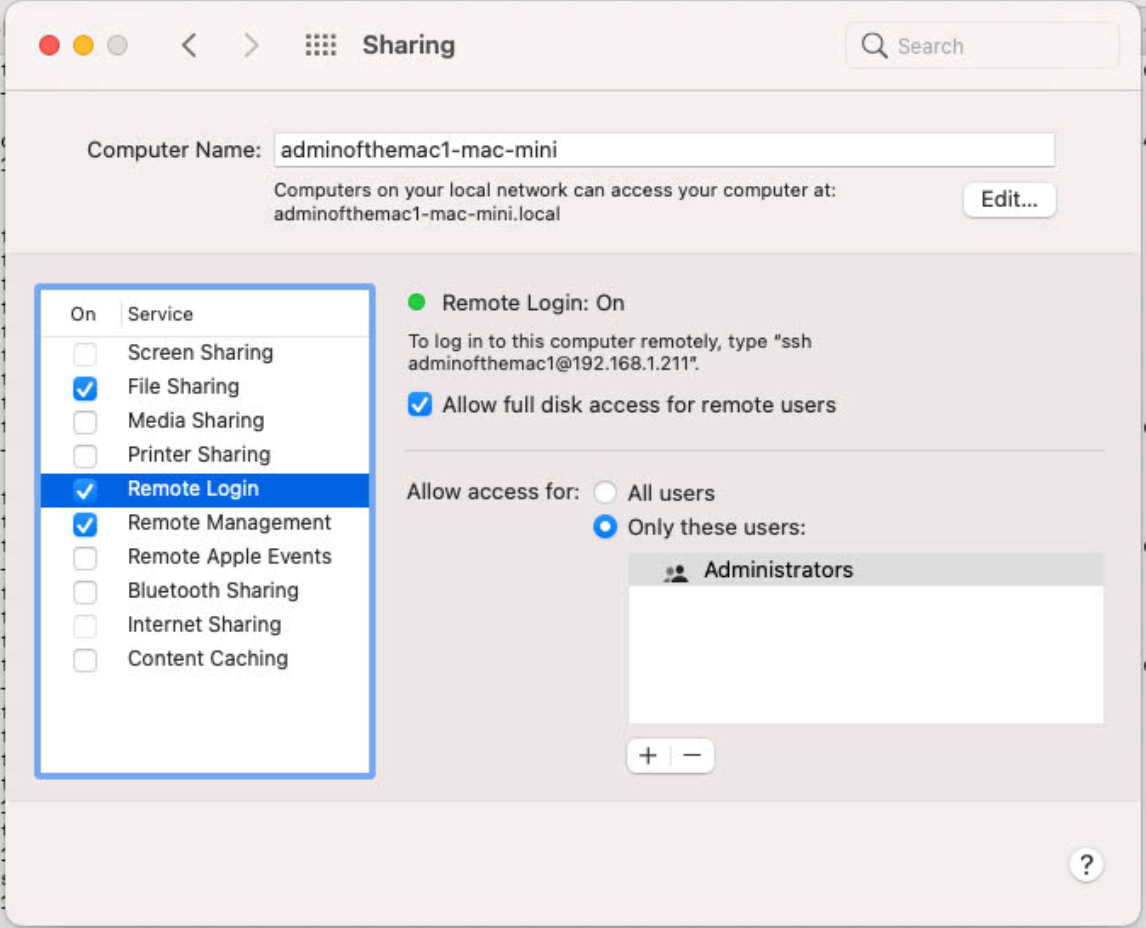 Sharing
Search
Computer Name: adminofthemac1-mac-mini
Computers on your local network can access your computer at:
adminofthemac1-mac-mini.local
Edit...
On Service
Screen Sharing
File Sharing
Media Sharing
Printer Sharing
Remote Login
Remote Management
Remote Apple Events
Bluetooth Sharing
Internet Sharing
Content Caching
Remote Login: On
To log in to this computer remotely, type “ssh
adminofthemac1@192.168.1.211”.
Allow full disk access for remote users
Allow access for: All users
Only these users:
Administrators
+ −
?